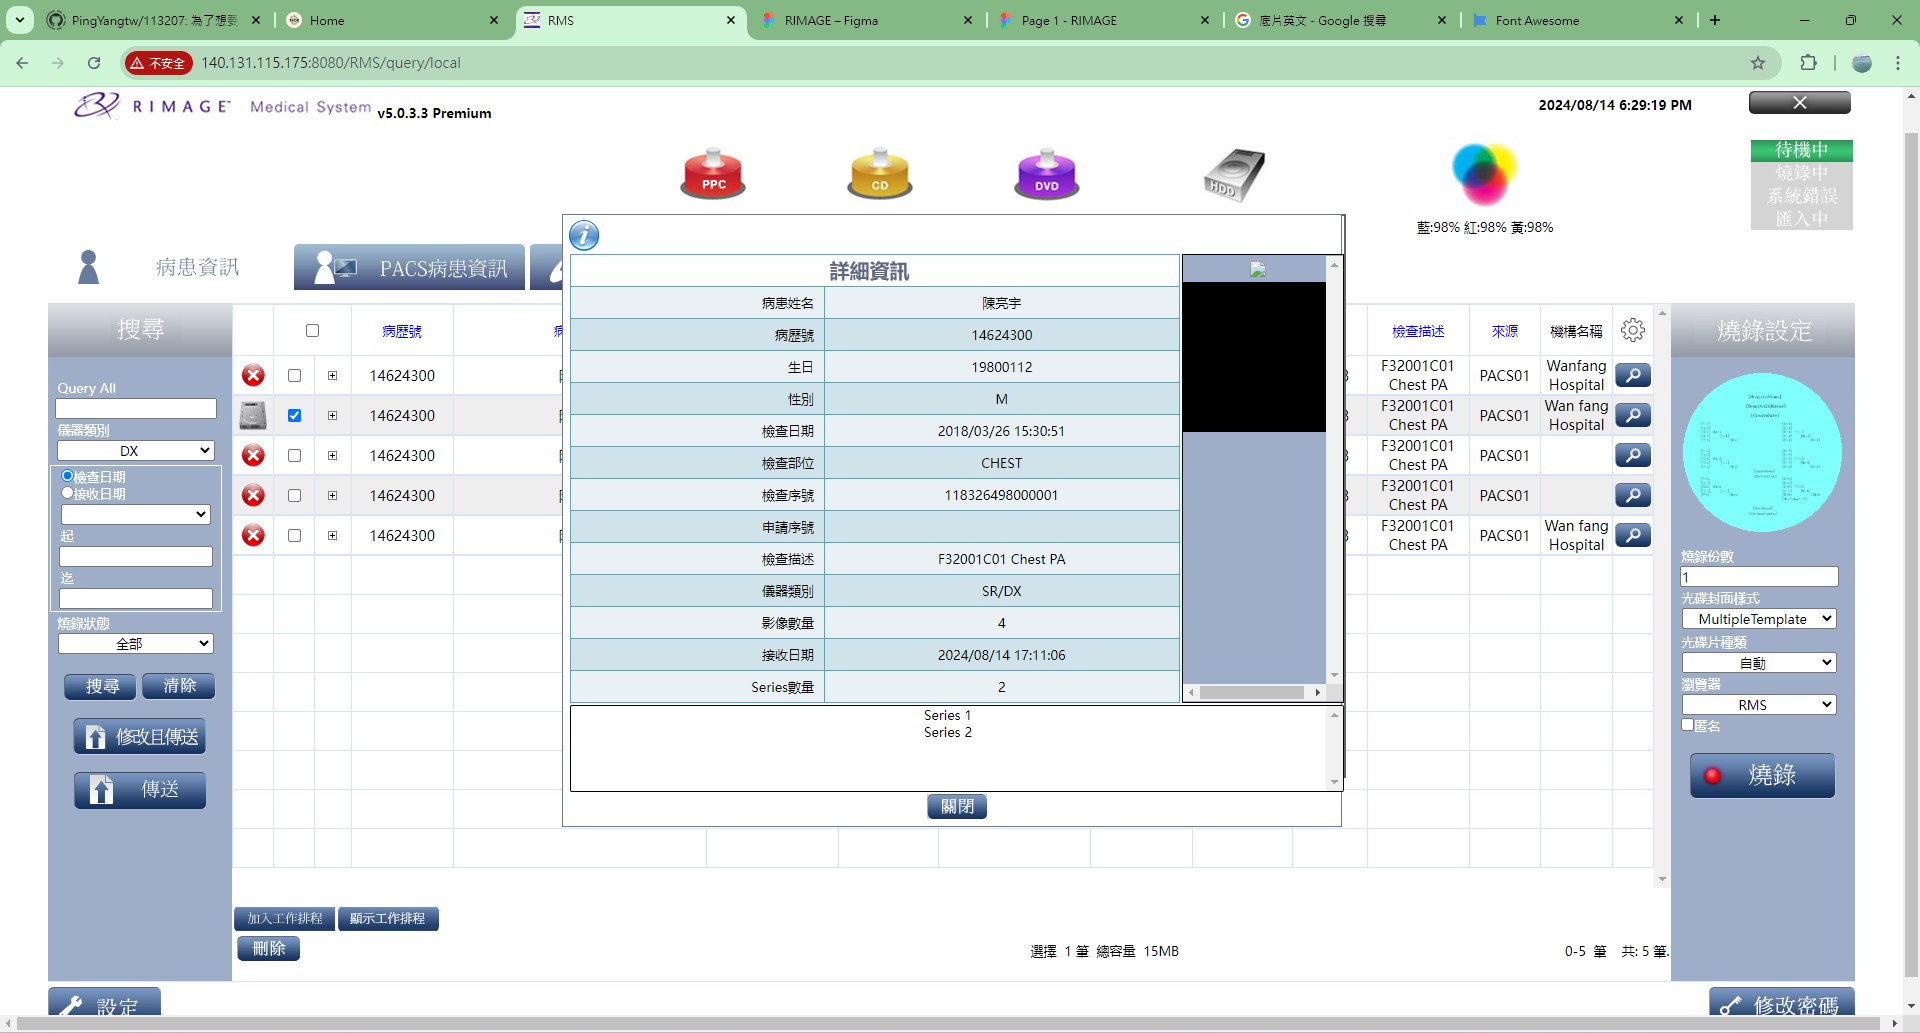 PingYangtw/113207: 為了想要
Home
RMS
RIMAGE – Figma
Page 1 - RIMAGE
底片英文 - Google 搜尋
Font Awesome
不安全
140.131.115.175:8080/RMS/query/local
RIMAGE Medical System v5.0.3.3 Premium
2024/08/14 6:29:19 PM
PPC
CD
DVD
HDD
藍:98% 紅:98% 黃:98%
待機中
燒錄中
系統錯誤
匯入中
病患資訊
PACS病患資訊
搜尋
Query All
儀器類別
DX
檢查日期
接收日期
起
迄
燒錄狀態
全部
搜尋
清除
修改且傳送
傳送
病歷號
檢查描述
來源
機構名稱
14624300
F32001C01 Chest PA
PACS01
Wanfang Hospital
14624300
F32001C01 Chest PA
PACS01
Wan fang Hospital
14624300
F32001C01 Chest PA
PACS01
14624300
F32001C01 Chest PA
PACS01
14624300
F32001C01 Chest PA
PACS01
Wan fang Hospital
詳細資訊
病患姓名 陳亮宇
病歷號 14624300
生日 19800112
性別 M
檢查日期 2018/03/26 15:30:51
檢查部位 CHEST
檢查序號 118326498000001
申請序號
檢查描述 F32001C01 Chest PA
儀器類別 SR/DX
影像數量 4
接收日期 2024/08/14 17:11:06
Series數量 2
Series 1
Series 2
關閉
燒錄設定
燒錄份數
1
光碟封面樣式
MultipleTemplate
光碟片種類
自動
瀏覽器
RMS
匿名
燒錄
加入工作排程
顯示工作排程
刪除
選擇 1 筆 總容量 15MB
0-5 筆 共: 5 筆.
設定
修改密碼